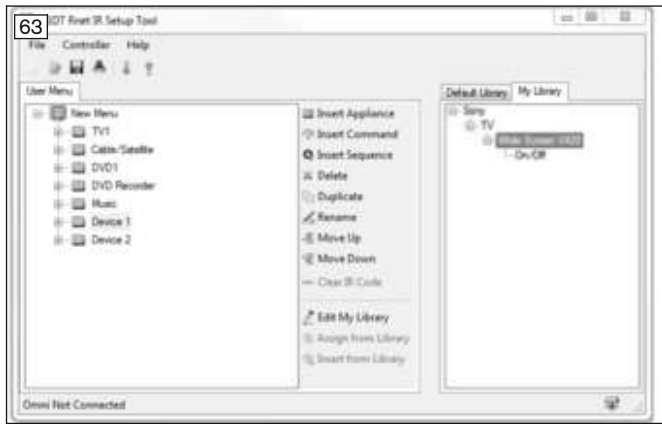 63
IDT Rnet IR Setup Tool
File Controller Help
User Menu
Default Library My Library
New Menu
TV1
Cable/Satellite
DVD1
DVD Recorder
Music
Device 1
Device 2
Insert Appliance
Insert Command
Insert Sequence
Delete
Duplicate
Rename
Move Up
Move Down
Clear IR Code
Edit My Library
Assign from Library
Insert from Library
Sony
TV
Wide Screen
On/Off
Omni Not Connected